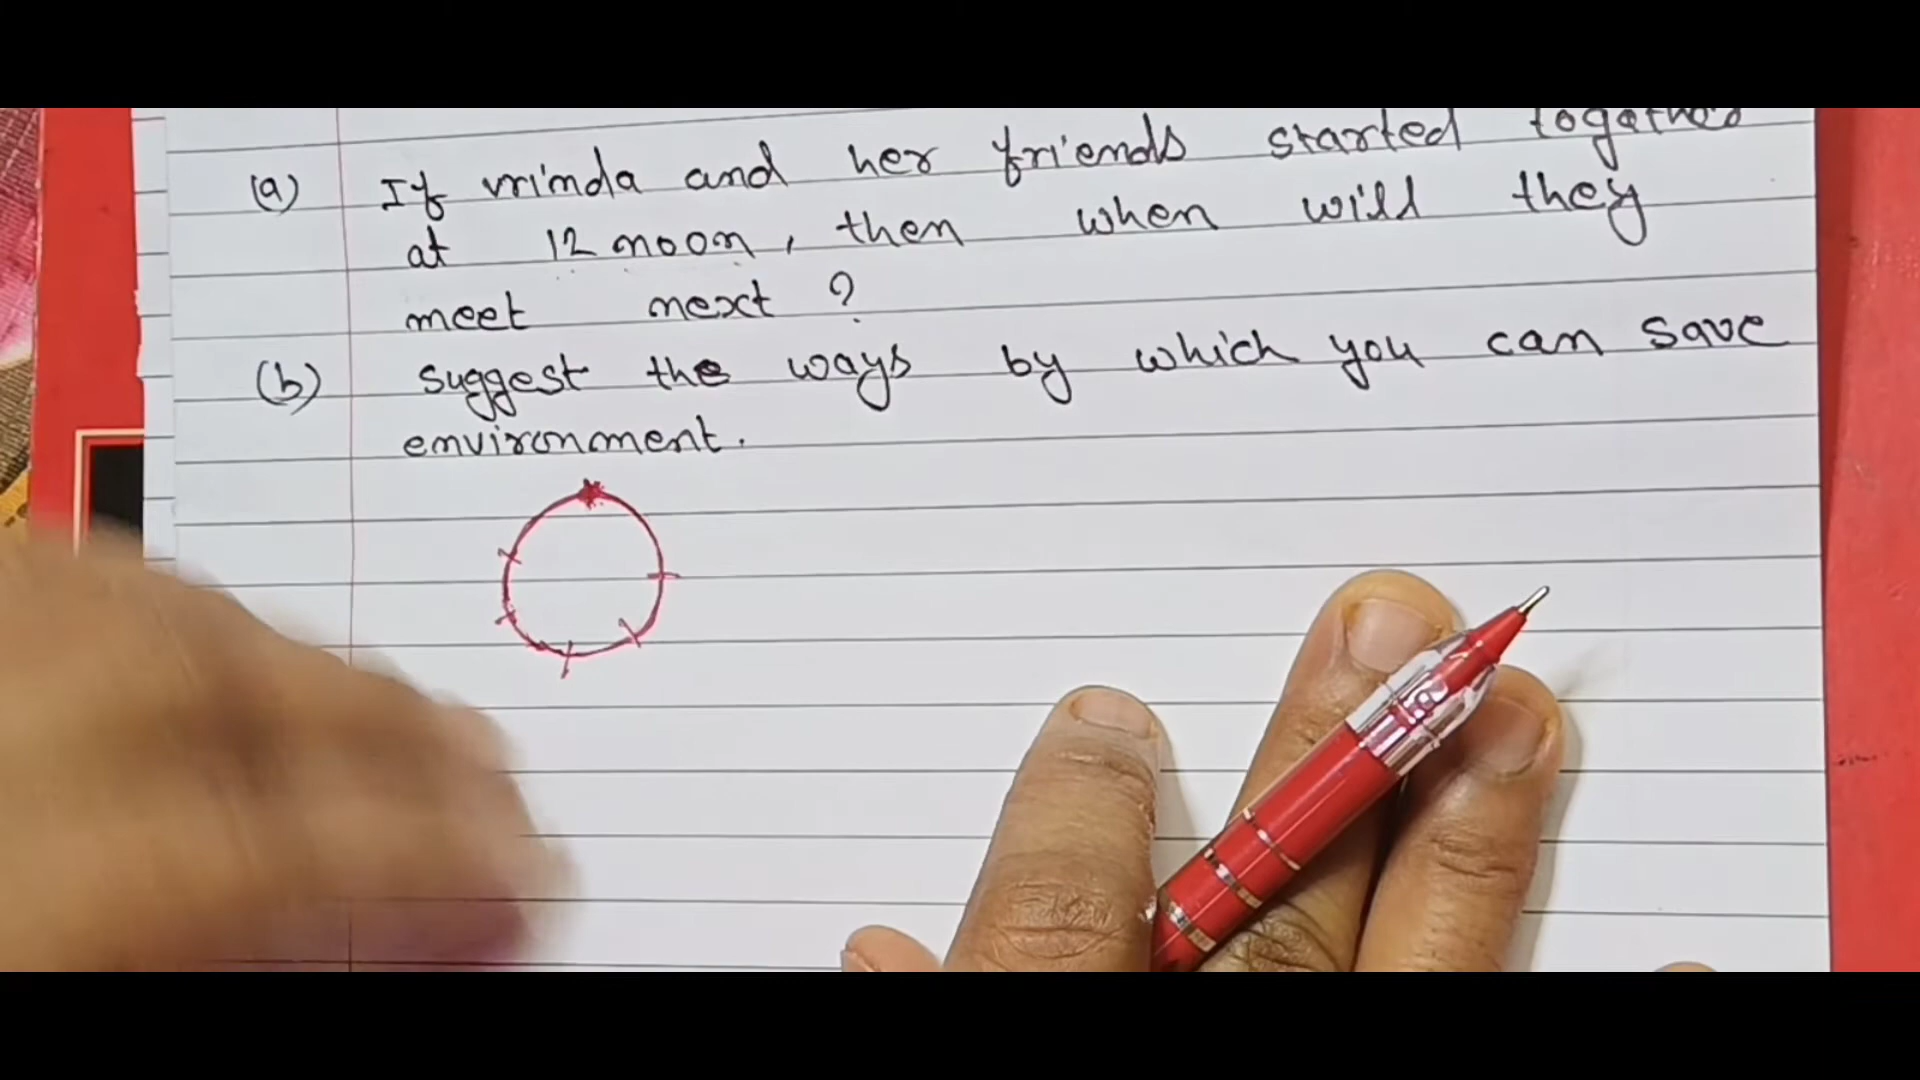 (a) If vrinda and her friends started together
at 12 noon, then when will they
meet next ?
(b) Suggest the ways by which you can save
environment.